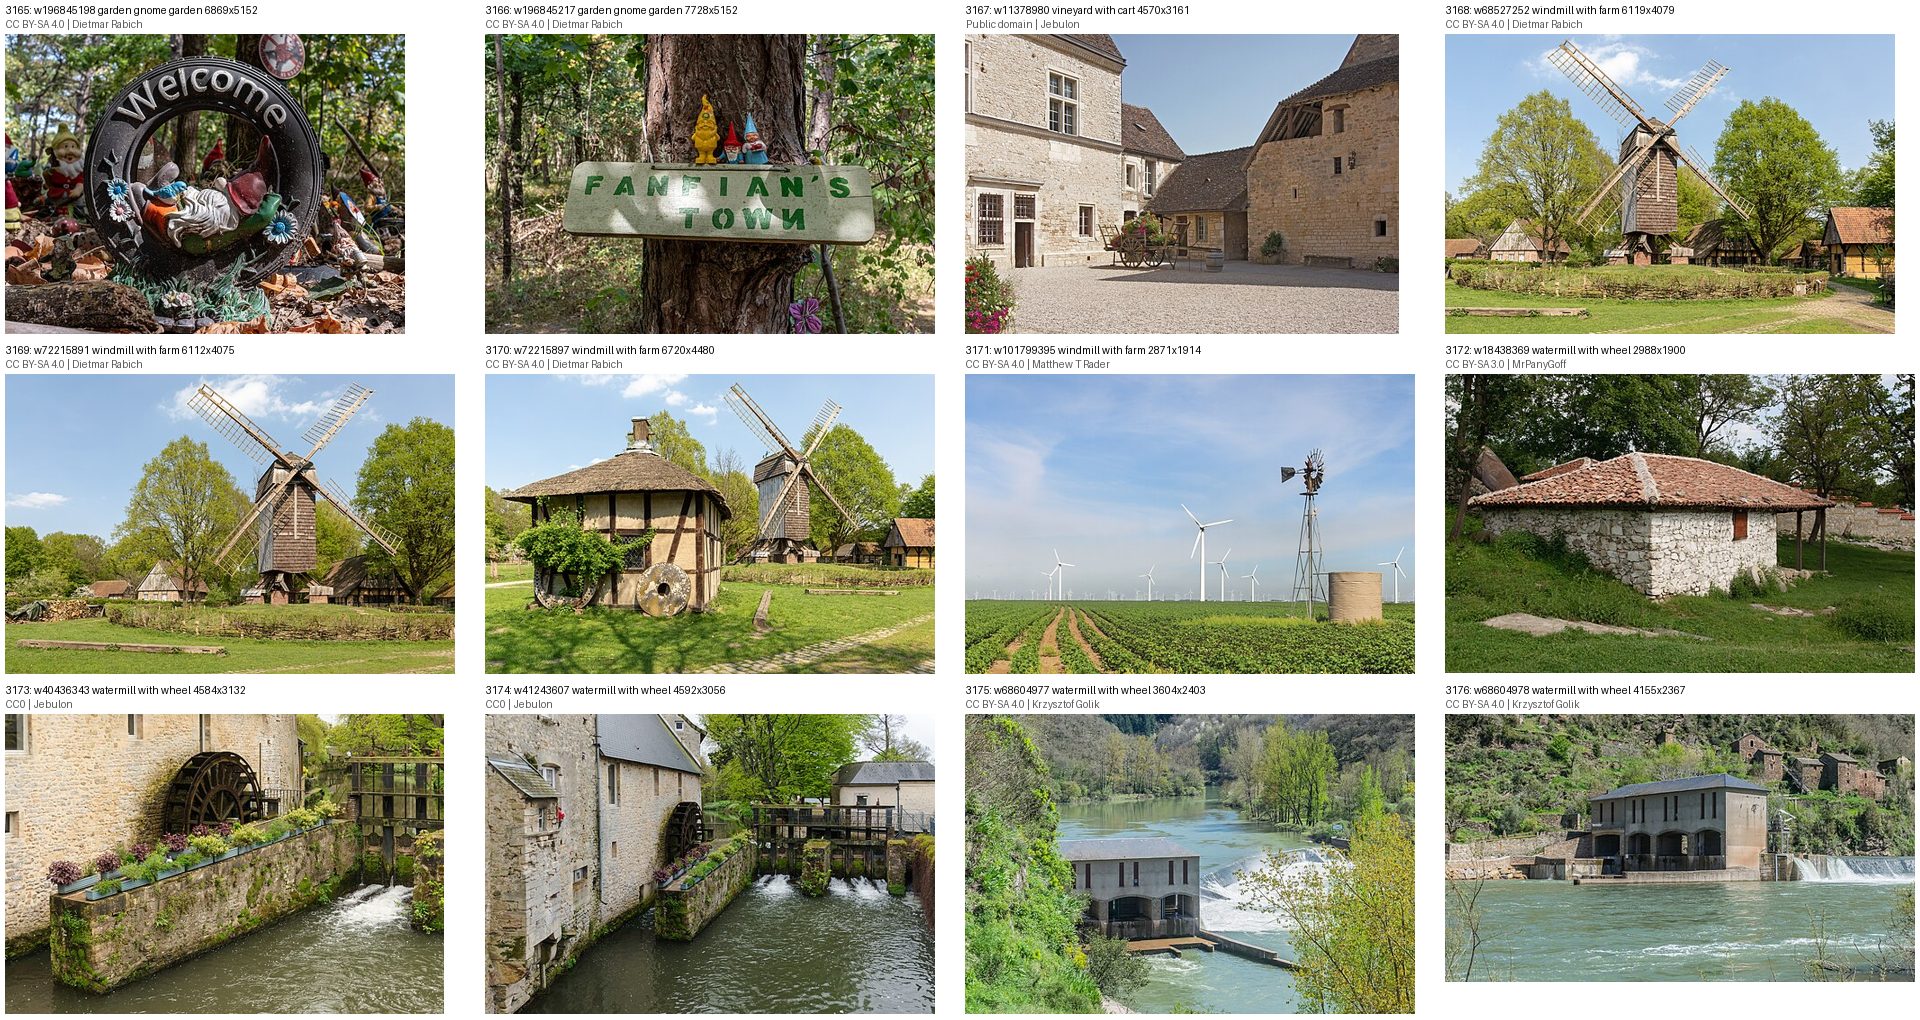 3165: w196845198 garden gnome garden 6869x5152
CC BY-SA 4.0 | Dietmar Rabich
Welcome
3166: w196845217 garden gnome garden 7728x5152
CC BY-SA 4.0 | Dietmar Rabich
FANFIAN'S
TOWN
3167: w11378980 vineyard with cart 4570x3161
Public domain | Jebulon
3168: w68527252 windmill with farm 6119x4079
CC BY-SA 4.0 | Dietmar Rabich
3169: w72215891 windmill with farm 6112x4075
CC BY-SA 4.0 | Dietmar Rabich
3170: w72215897 windmill with farm 6720x4480
CC BY-SA 4.0 | Dietmar Rabich
3171: w101799395 windmill with farm 2871x1914
CC BY-SA 4.0 | Matthew T Rader
3172: w18438369 watermill with wheel 2988x1900
CC BY-SA 3.0 | MrPanyGoff
3173: w40436343 watermill with wheel 4584x3132
CC0 | Jebulon
3174: w41243607 watermill with wheel 4592x3056
CC0 | Jebulon
3175: w68604977 watermill with wheel 3604x2403
CC BY-SA 4.0 | Krzysztof Golik
3176: w68604978 watermill with wheel 4155x2367
CC BY-SA 4.0 | Krzysztof Golik